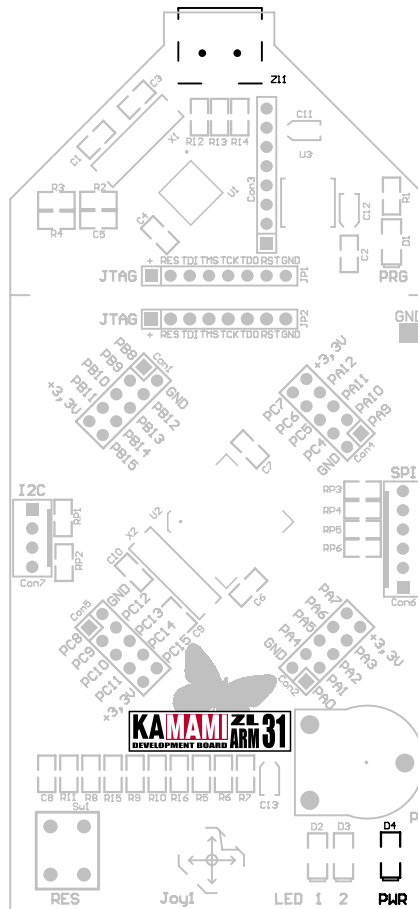 Zl1
C3
C1
X1
R12 R13 R14
C11
Con3
U3
R3
R2
R4
C5
U1
C4
C12
C2
R1
D1
PRG
+ RES TDI TMS TCK TDO RST GND
JTAG
JP1
JTAG
JP2
+ RES TDI TMS TCK TDO RST GND
GND
PB8
PB9
PB10
PB11
+3,3V
Con1
GND
PB12
PB13
PB14
PB15
+3,3V
PA12
PA11
PA10
PA9
PC7
PC6
PC5
PC4
GND
Con4
C7
I2C
RP1
RP2
Con7
U2
X2
C10
SPI
RP3
RP4
RP5
RP6
Con6
C6
C9
Con5
GND
PC12
PC13
PC14
PC15
PC8
PC9
PC10
PC11
+3,3V
PA7
PA6
PA5
PA4
GND
+3,3V
PA3
PA2
PA1
PA0
Con2
KAMAMI ZL
DEVELOPMENT BOARD ARM 31
C8 R11 R8 R15 R9 R10 R16 R5 R6 R7 C13
Sw1
RES
Joy1
D2 D3 D4
LED 1 2 PWR
P